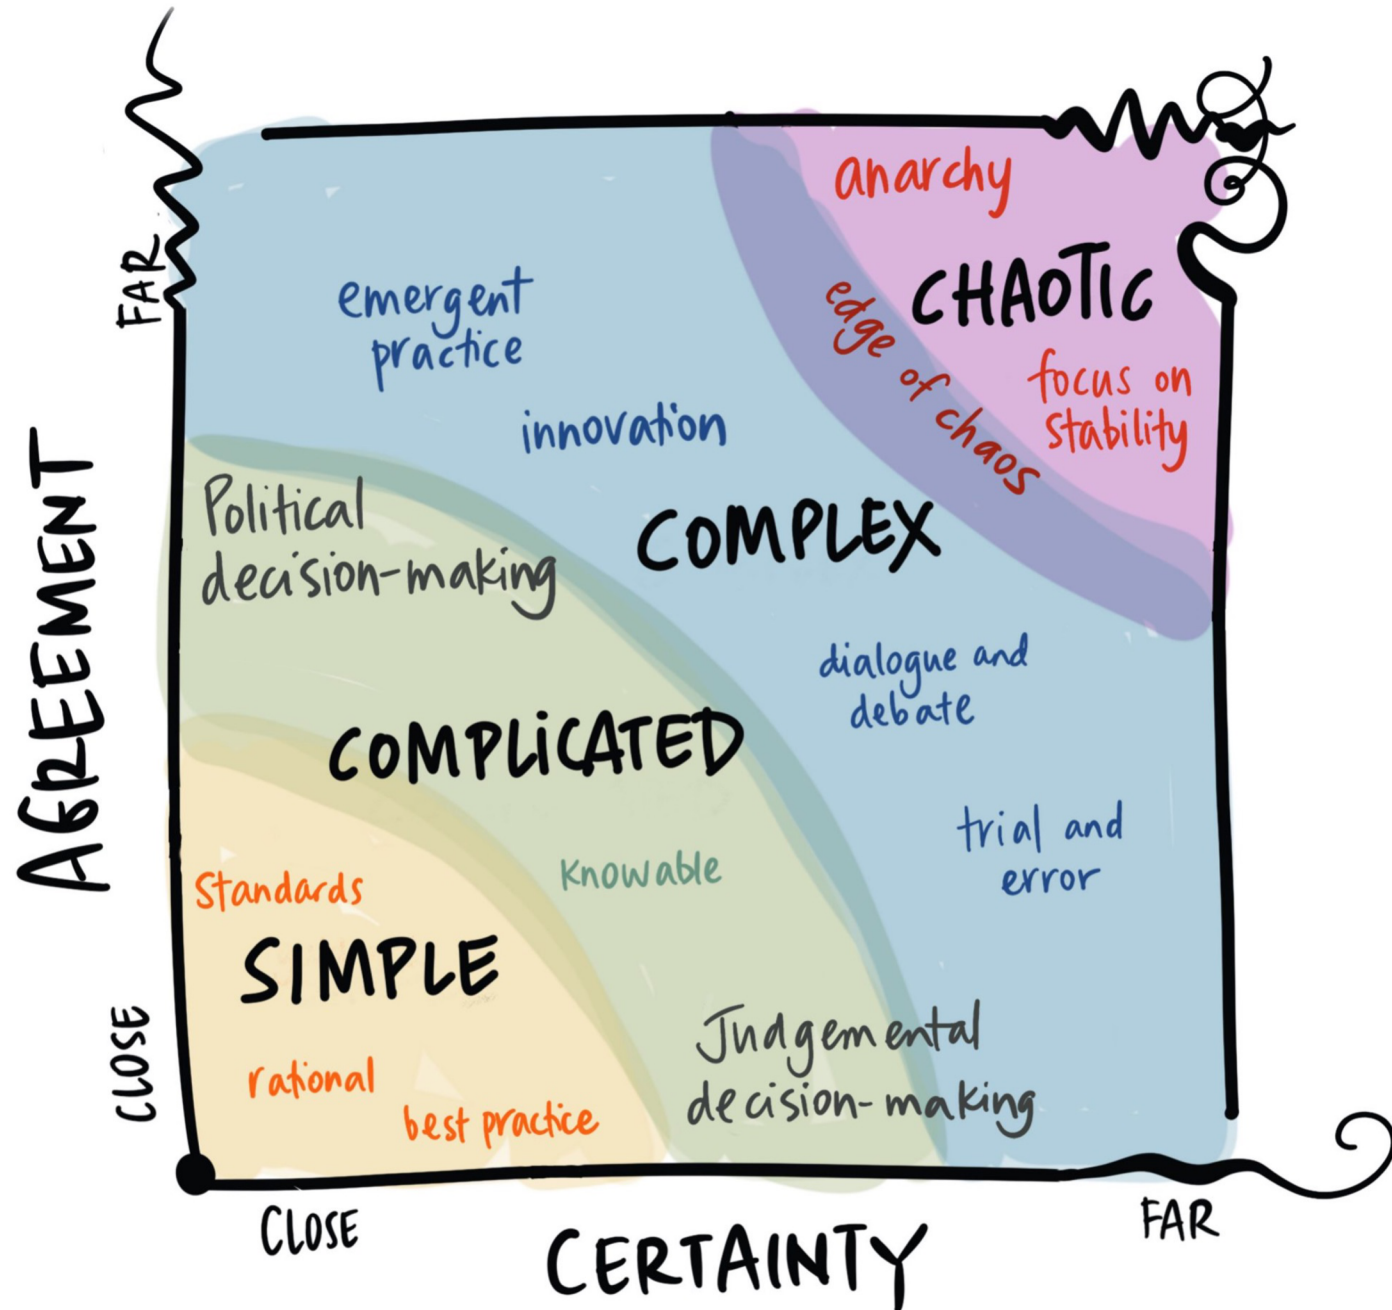 anarchy
CHAOTIC
edge of chaos
focus on
stability
FAR
emergent
practice
innovation
COMPLEX
AGREEMENT
Political
decision-making
dialogue and
debate
COMPLiCATED
trial and
error
Knowable
Standards
SIMPLE
rational
best practice
Judgemental
decision-making
CLOSE
CLOSE
CERTAINTY
FAR